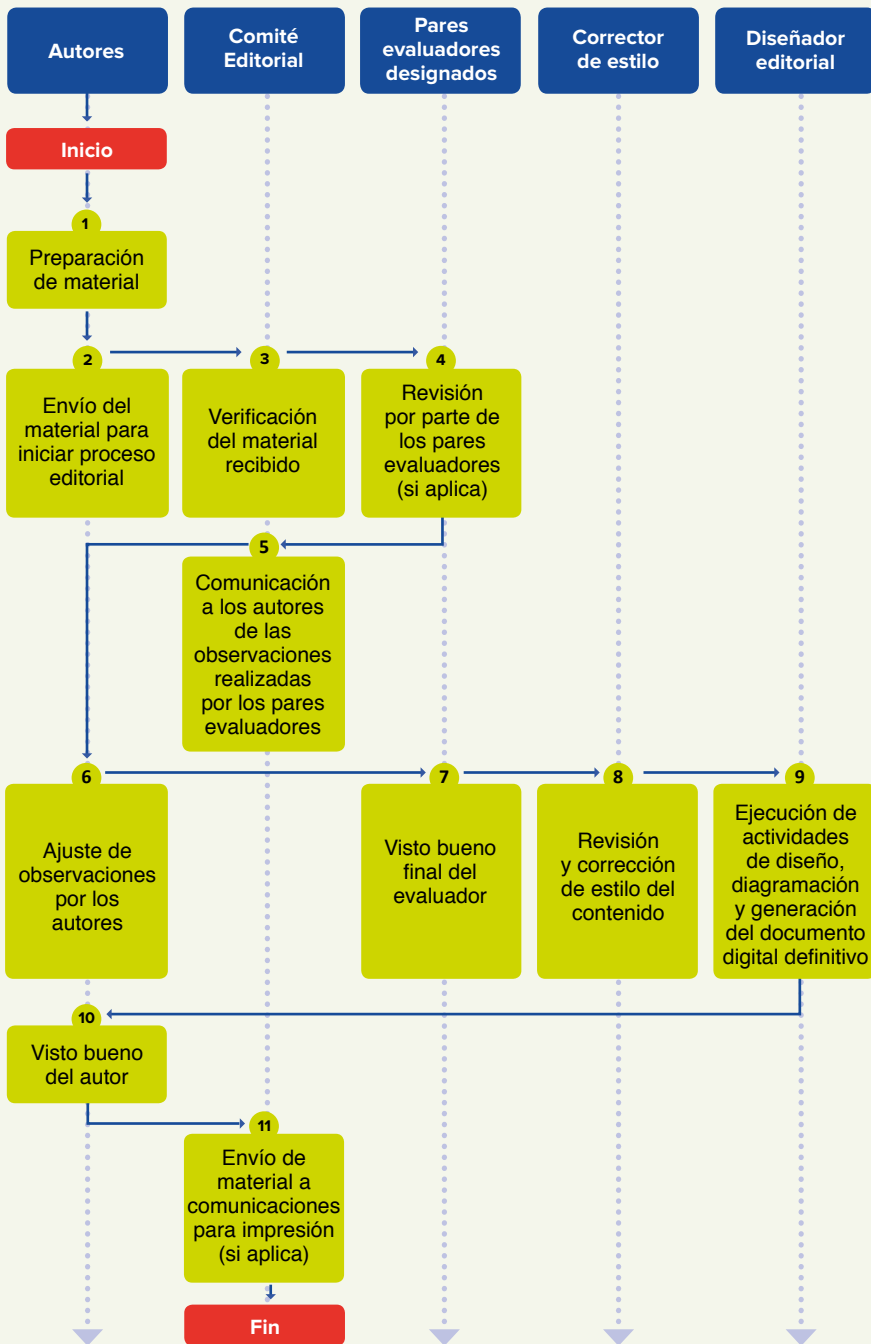 Autores
Comité
Editorial
Pares
evaluadores
designados
Corrector
de estilo
Diseñador
editorial
Inicio
1
Preparación
de material
2
Envío del
material para
iniciar proceso
editorial
3
Verificación
del material
recibido
4
Revisión
por parte de
los pares
evaluadores
(si aplica)
5
Comunicación
a los autores
de las
observaciones
realizadas
por los pares
evaluadores
6
Ajuste de
observaciones
por los
autores
7
Visto bueno
final del
evaluador
8
Revisión
y corrección
de estilo del
contenido
9
Ejecución de
actividades
de diseño,
diagramación
y generación
del documento
digital definitivo
10
Visto bueno
del autor
11
Envío de
material a
comunicaciones
para impresión
(si aplica)
Fin